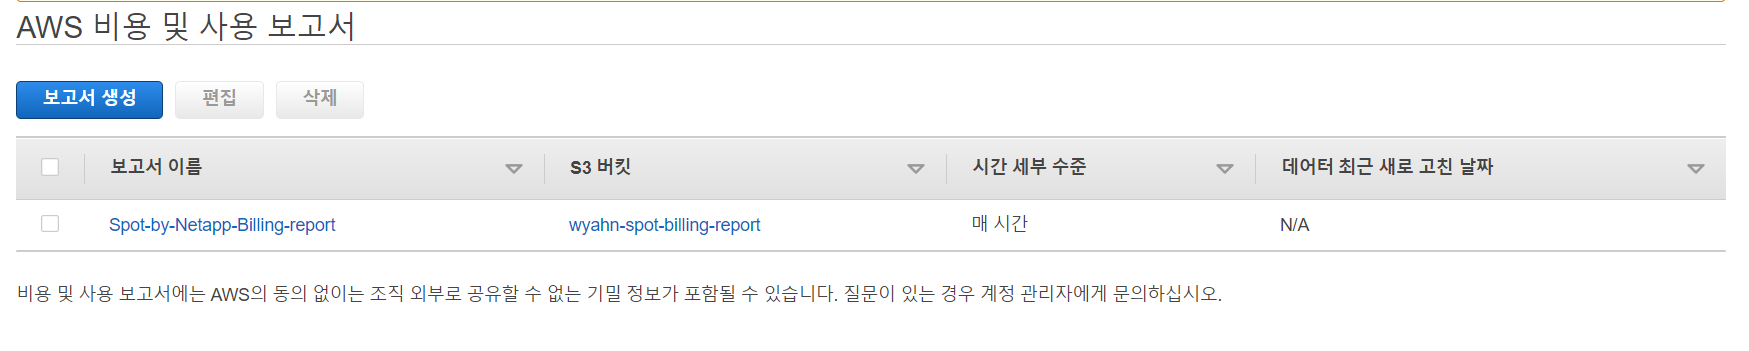 AWS 비용 및 사용 보고서
보고서 생성 편집 삭제
보고서 이름 S3 버킷 시간 세부 수준 데이터 최근 새로 고친 날짜
Spot-by-Netapp-Billing-report wyahn-spot-billing-report 매 시간 N/A
비용 및 사용 보고서에는 AWS의 동의 없이는 조직 외부로 공유할 수 없는 기밀 정보가 포함될 수 있습니다. 질문이 있는 경우 계정 관리자에게 문의하십시오.